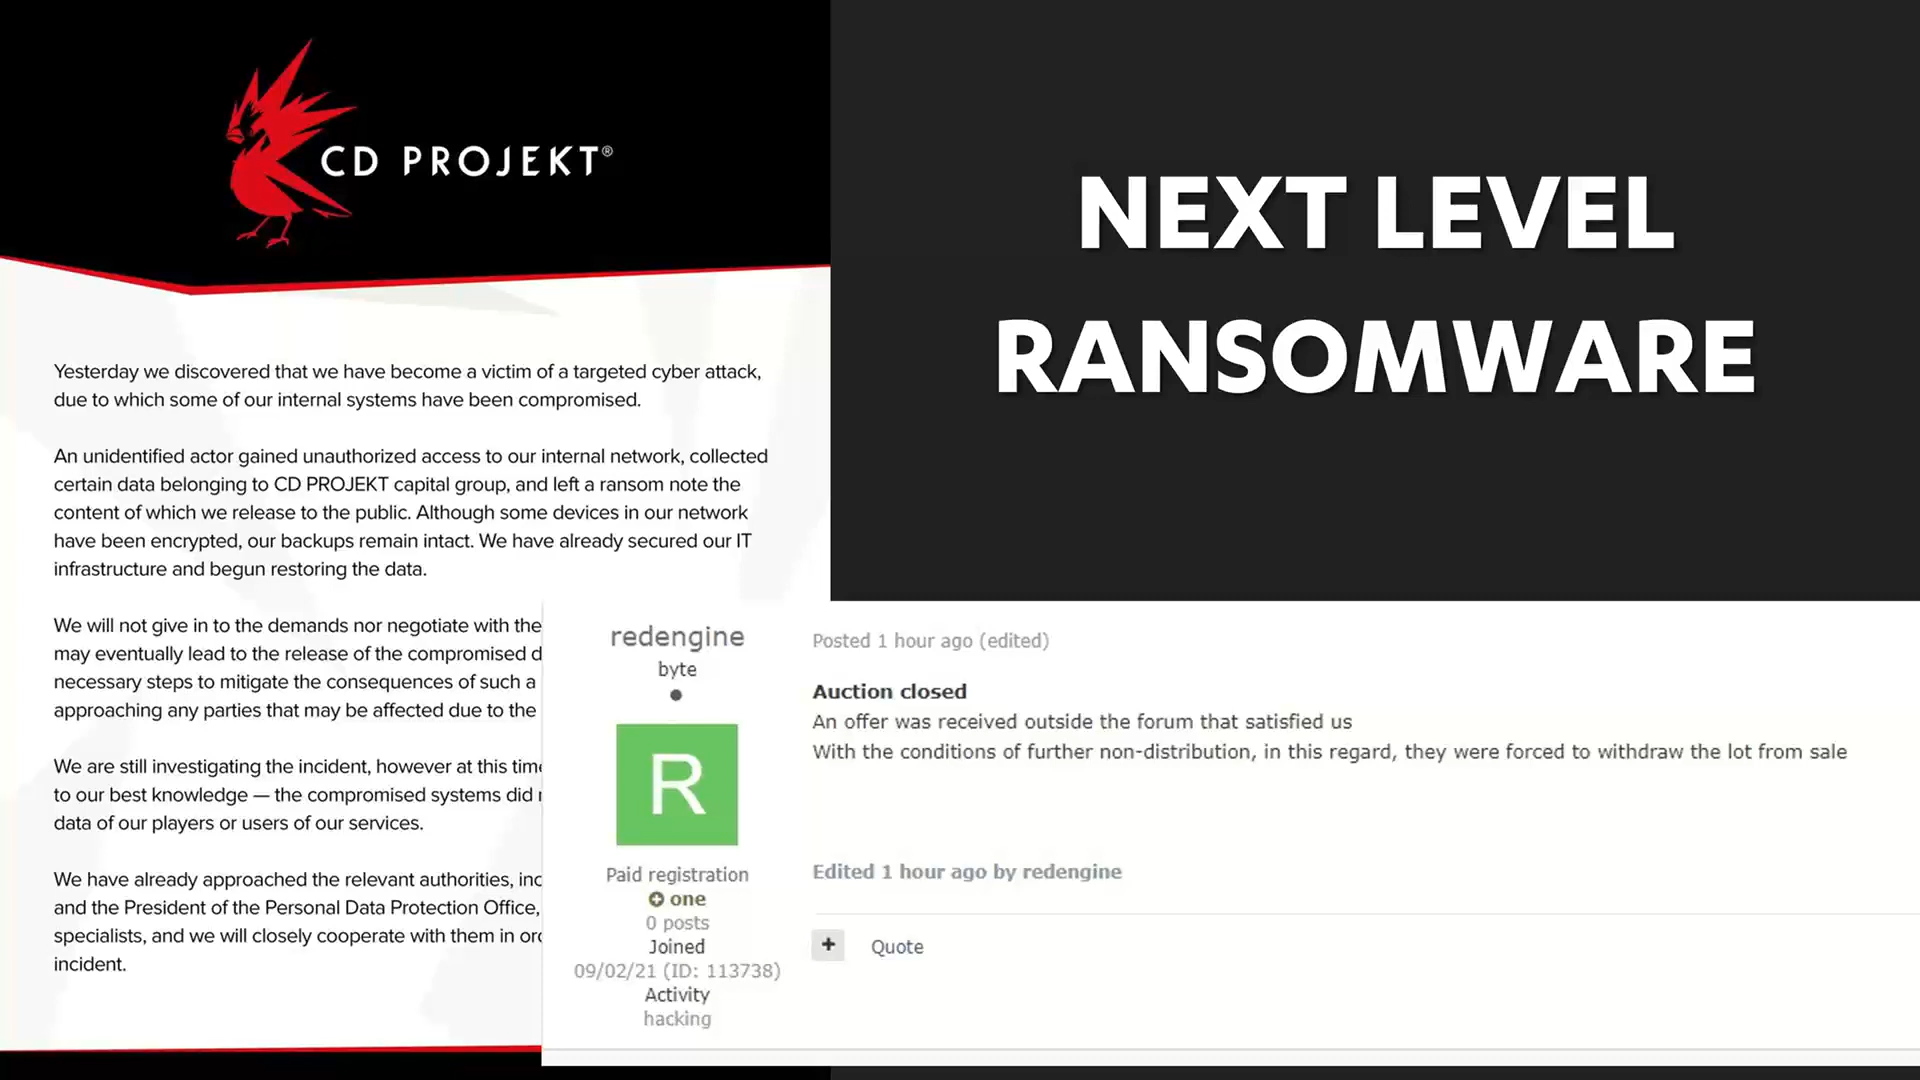 CD PROJEKT®
NEXT LEVEL
RANSOMWARE
Yesterday we discovered that we have become a victim of a targeted cyber attack,
due to which some of our internal systems have been compromised.
An unidentified actor gained unauthorized access to our internal network, collected
certain data belonging to CD PROJEKT capital group, and left a ransom note the
content of which we release to the public. Although some devices in our network
have been encrypted, our backups remain intact. We have already secured our IT
infrastructure and begun restoring the data.
We will not give in to the demands nor negotiate with the
may eventually lead to the release of the compromised
necessary steps to mitigate the consequences of such a
approaching any parties that may be affected due to the
We are still investigating the incident, however at this
to our best knowledge — the compromised systems did
data of our players or users of our services.
We have already approached the relevant authorities,
and the President of the Personal Data Protection Office,
specialists, and we will closely cooperate with them in
incident.
redengine
byte
R
Paid registration
one
0 posts
Joined
09/02/21 (ID: 113738)
Activity
hacking
Posted 1 hour ago (edited)
Auction closed
An offer was received outside the forum that satisfied us
With the conditions of further non-distribution, in this regard, they were forced to withdraw the lot from sale
Edited 1 hour ago by redengine
+ Quote